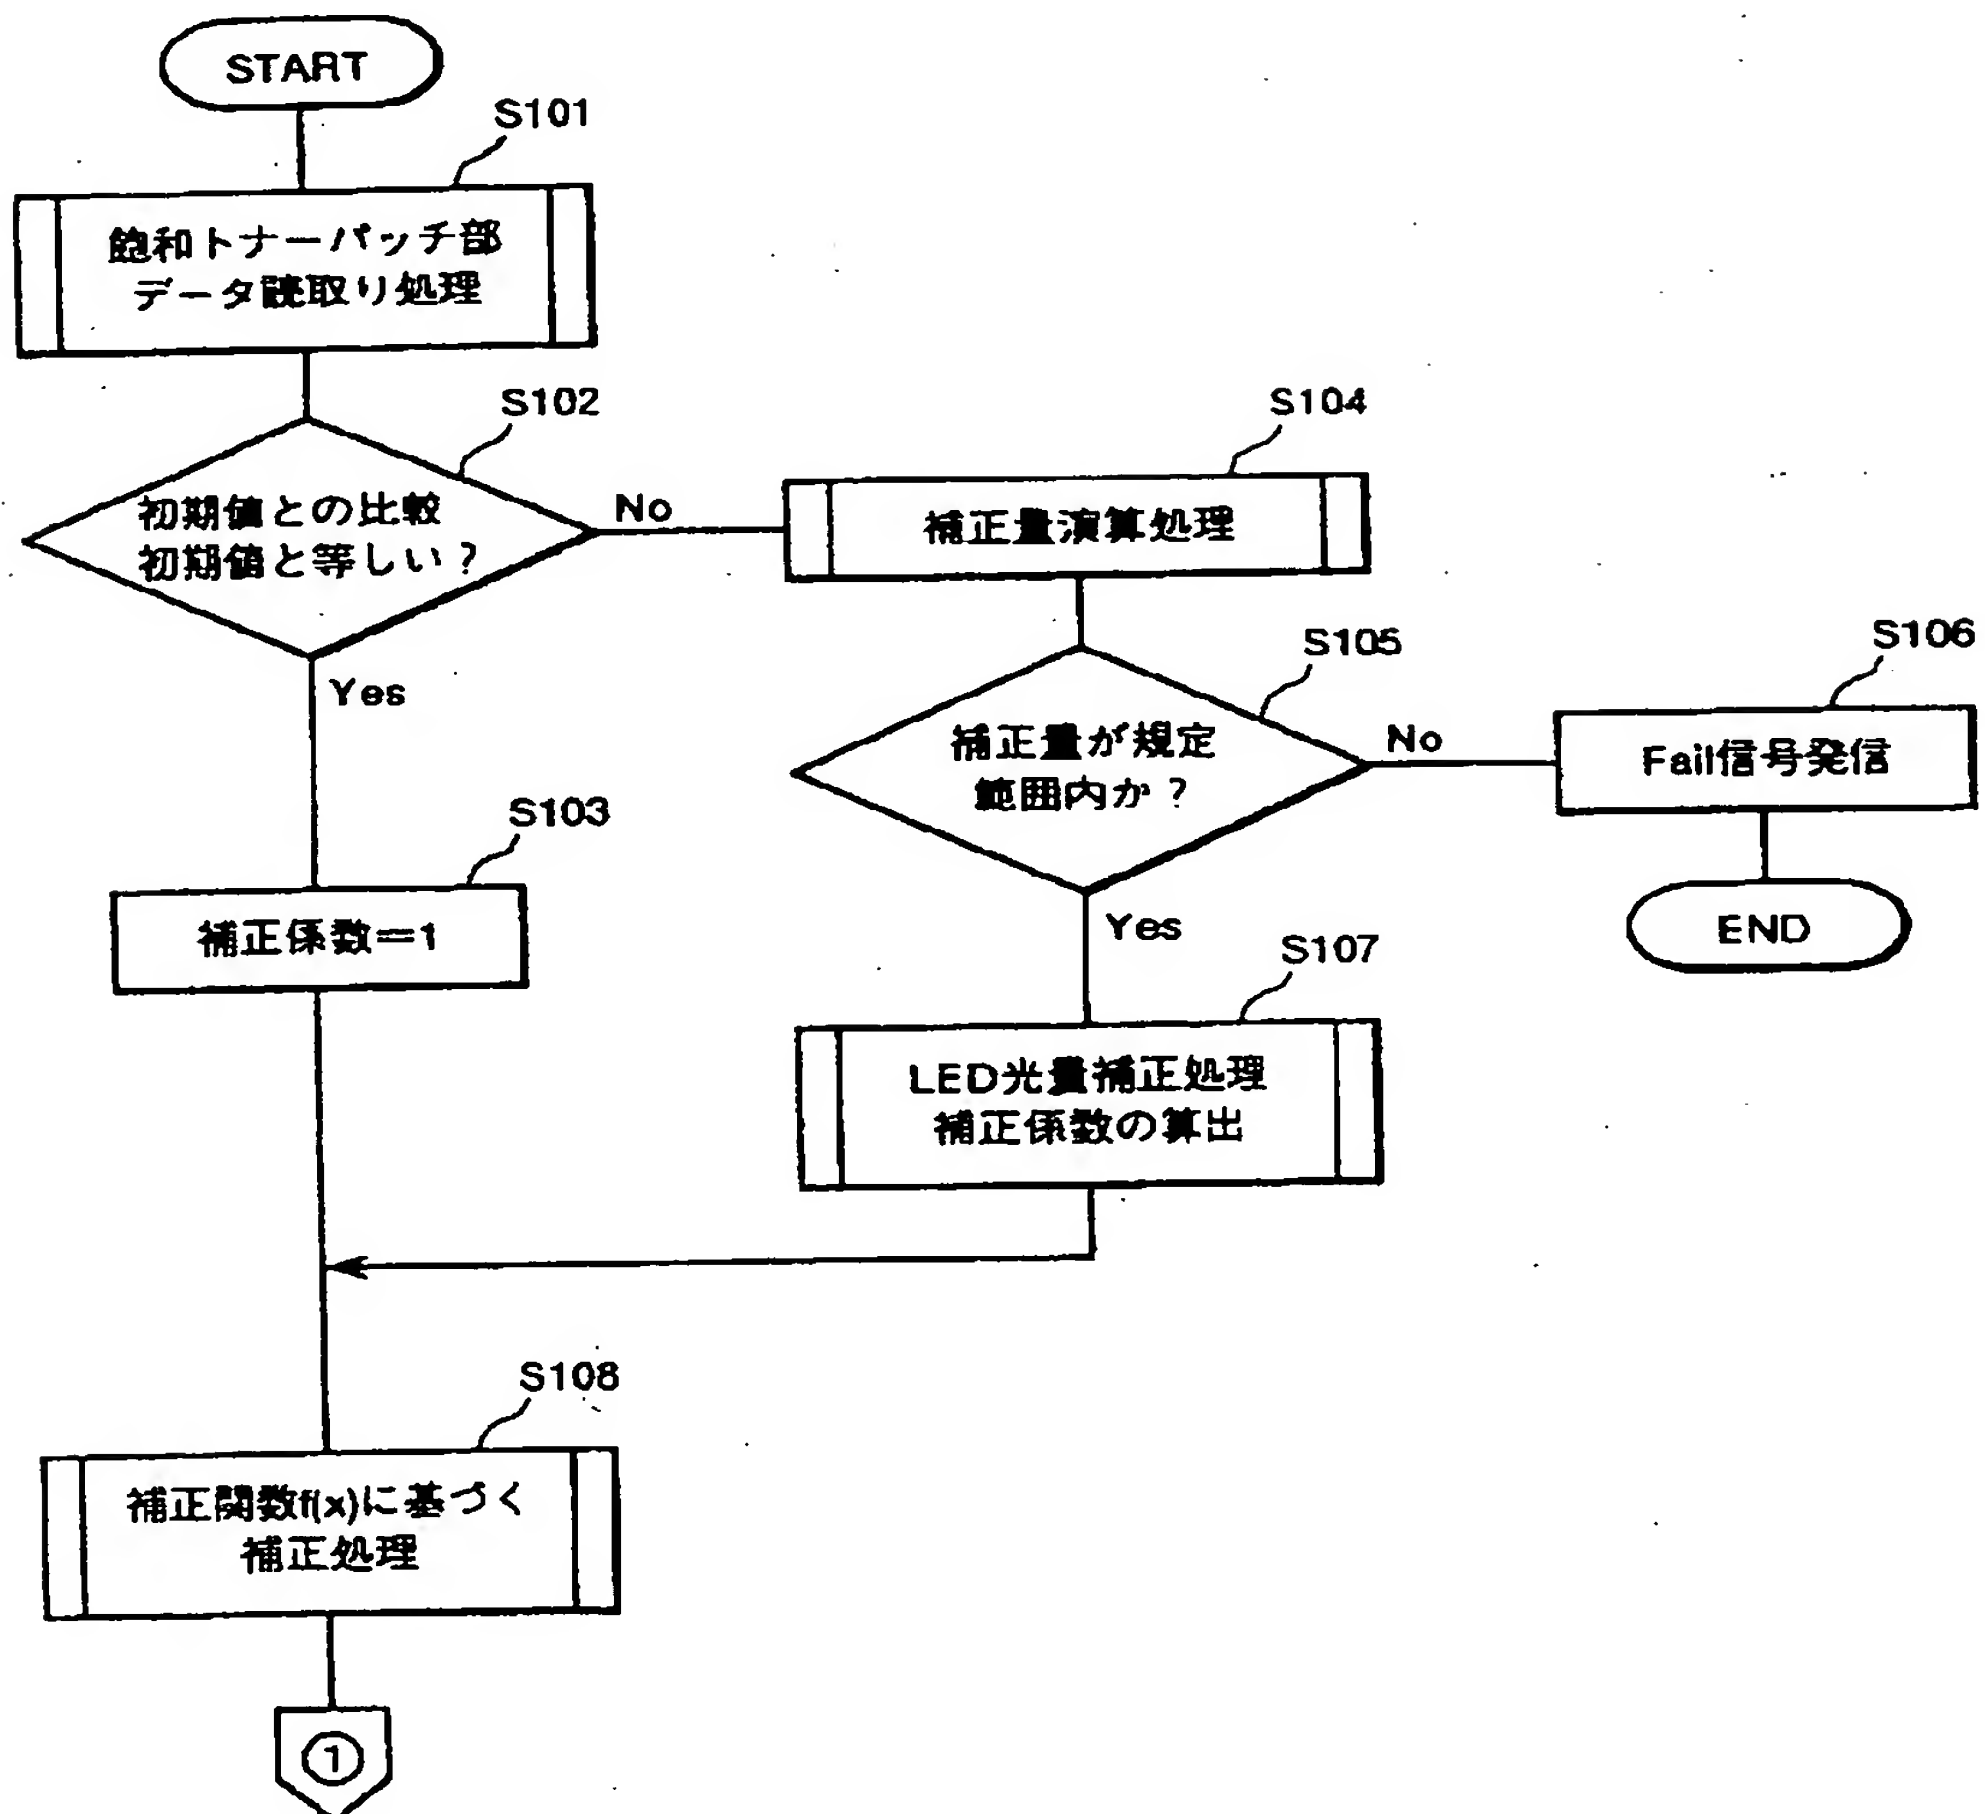 START
S101
飽和トナーパッチ部
データ読取り処理
S102
初期値との比較
初期値と等しい？
No
Yes
S103
補正係数＝1
S104
補正量演算処理
S105
補正量が規定
範囲内か？
No
Yes
S106
Fail信号発信
END
S107
LED光量補正処理
補正係数の算出
S108
補正関数f(x)に基づく
補正処理
①